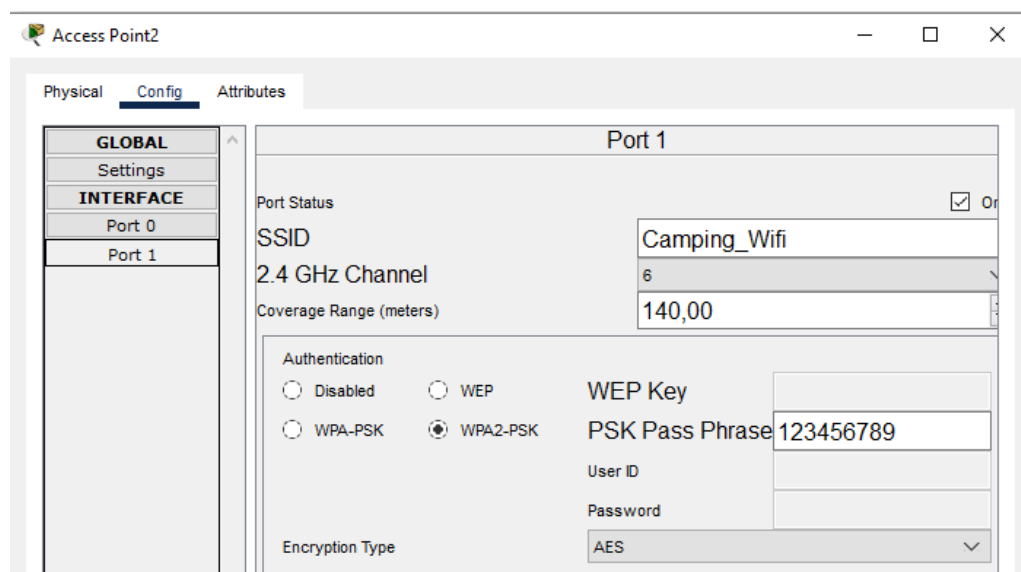 Access Point2
Physical Config Attributes
GLOBAL
Settings
INTERFACE
Port 0
Port 1
Port 1
Port Status
SSID Camping_Wifi
2.4 GHz Channel 6
Coverage Range (meters) 140,00
Authentication
Disabled WEP WEP Key
WPA-PSK WPA2-PSK PSK Pass Phrase 123456789
User ID
Password
Encryption Type AES